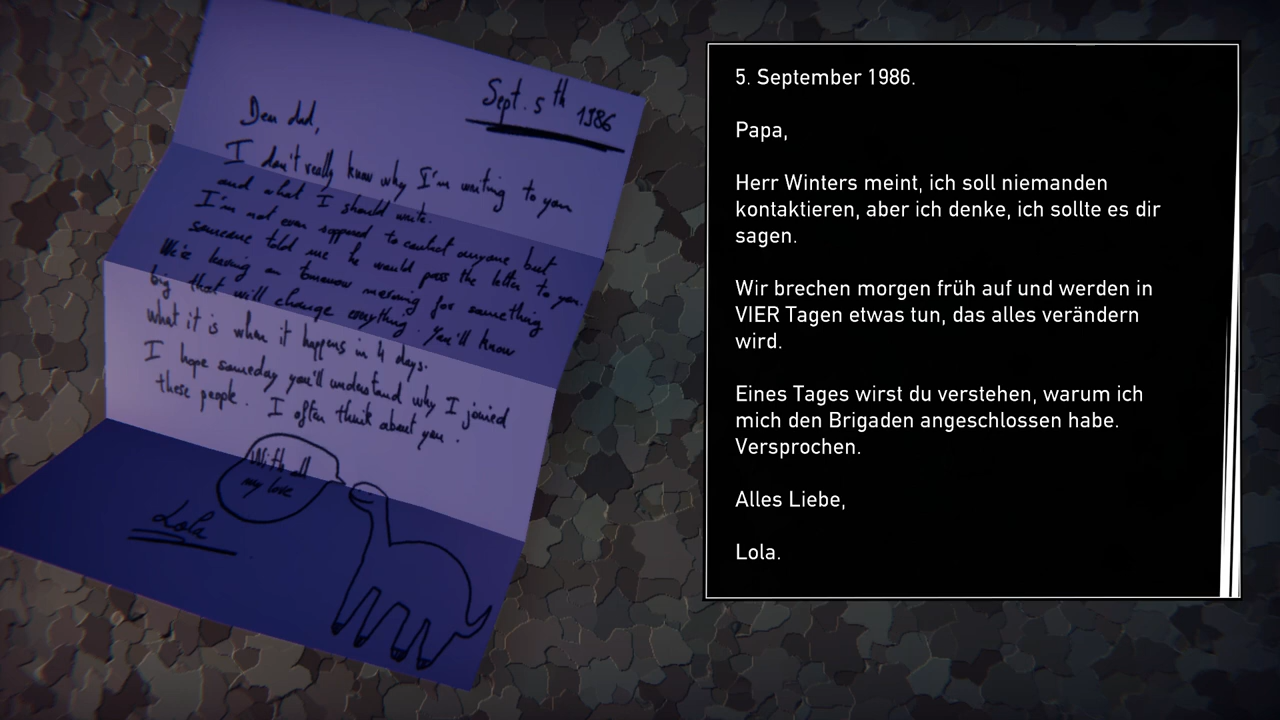 Sept. 5th 1986
Dear dad,
I don't really know why I'm writing to you
and what I should write.
I'm not even supposed to contact anyone but
someone told me he would pass the letter to you.
We're leaving on tomorrow morning for something
big that will change everything. You'll know
what it is when it happens in 4 days.
I hope someday you'll understand why I joined
these people. I often think about you.
With all
my love
Lola
5. September 1986.
Papa,
Herr Winters meint, ich soll niemanden
kontaktieren, aber ich denke, ich sollte es dir
sagen.
Wir brechen morgen früh auf und werden in
VIER Tagen etwas tun, das alles verändern
wird.
Eines Tages wirst du verstehen, warum ich
mich den Brigaden angeschlossen habe.
Versprochen.
Alles Liebe,
Lola.